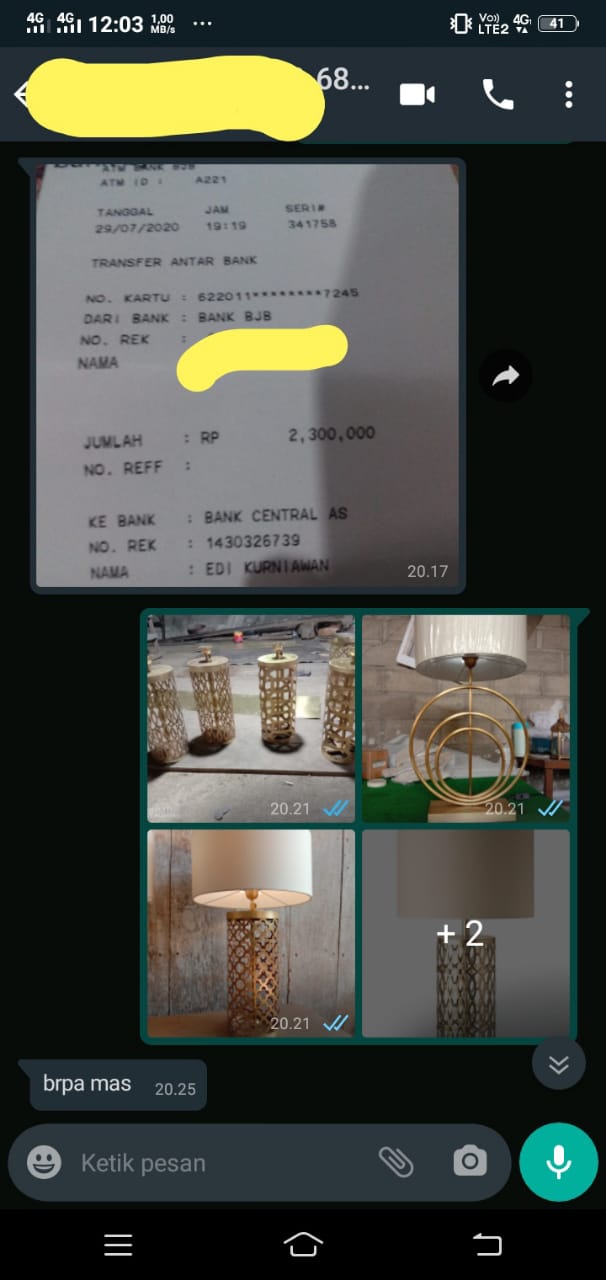 4G 4G 12:03 1,00 MB/s ... Vo)) LTE2 4G 41
68...
ATM BANK BJB
ATM ID : A221
TANGGAL JAM SERI#
29/07/2020 19:19 341758
TRANSFER ANTAR BANK
NO. KARTU : 622011********7245
DARI BANK : BANK BJB
NO. REK :
NAMA
JUMLAH : RP 2,300,000
NO. REFF :
KE BANK : BANK CENTRAL AS
NO. REK : 1430326739
NAMA : EDI KURNIAWAN
20.17
20.21
20.21
20.21
+ 2
brpa mas 20.25
Ketik pesan